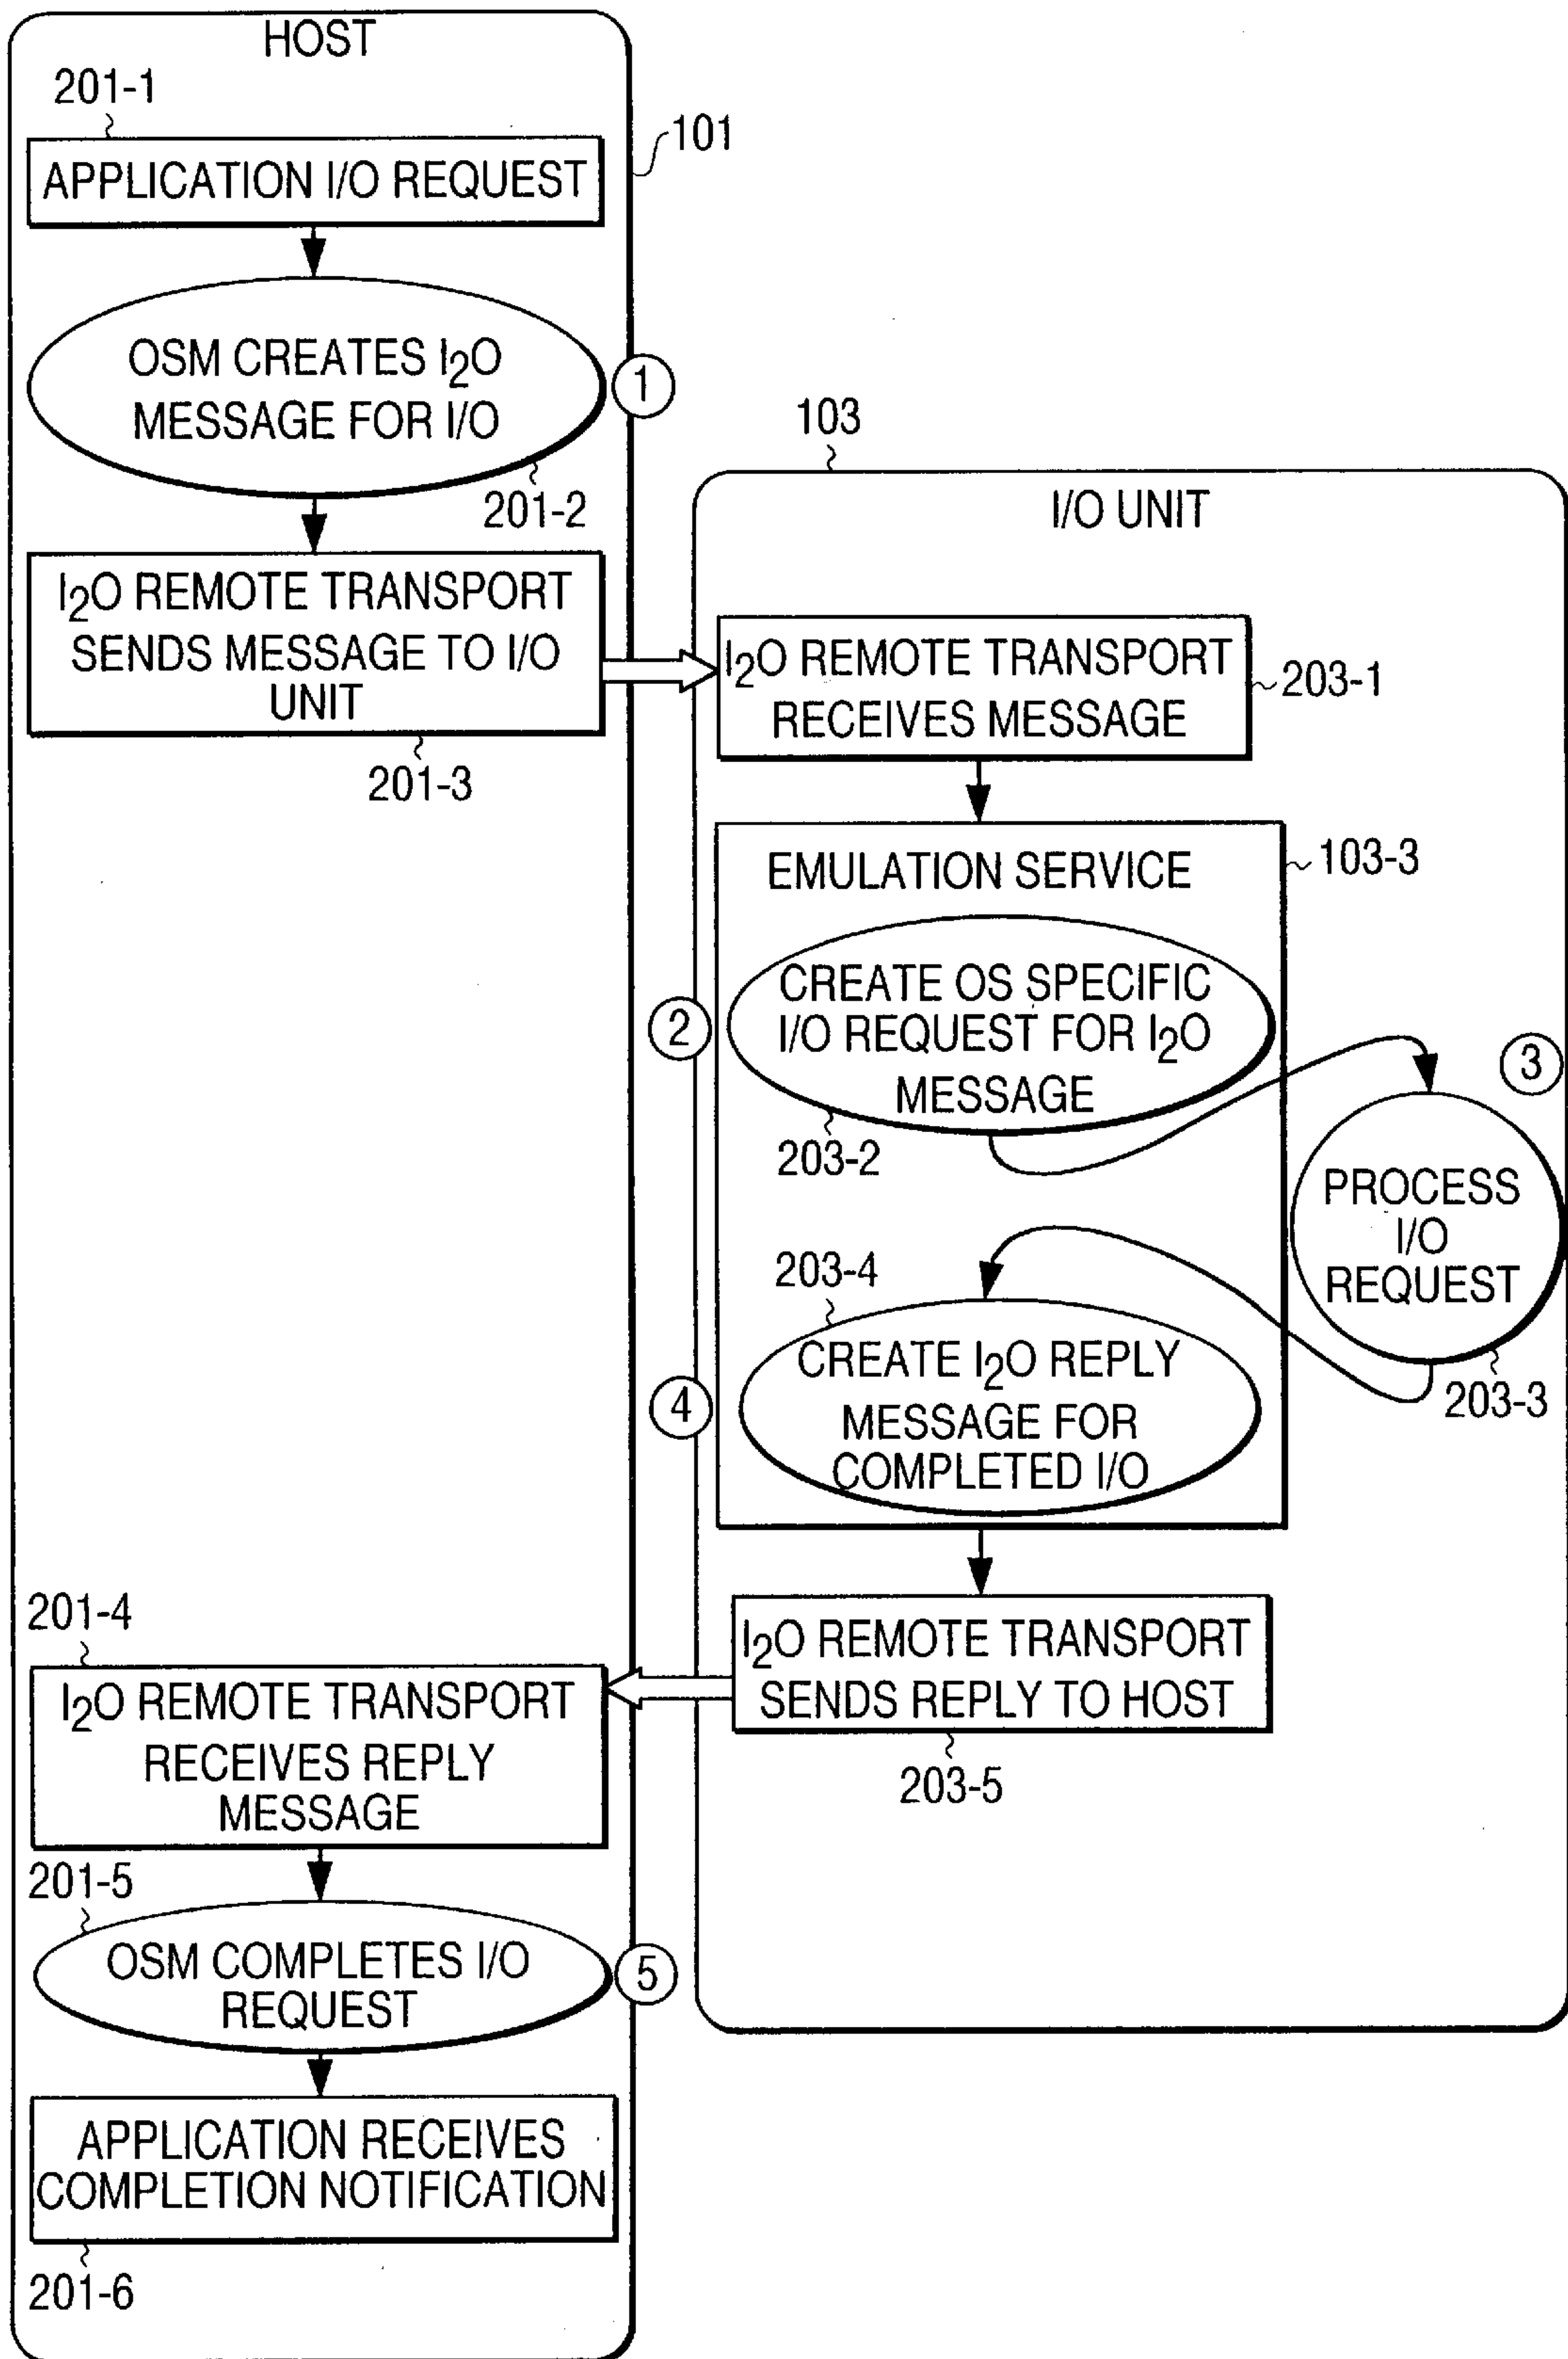 HOST
201-1
101
APPLICATION I/O REQUEST
OSM CREATES I₂O
MESSAGE FOR I/O
1
201-2
I₂O REMOTE TRANSPORT
SENDS MESSAGE TO I/O
UNIT
201-3
103
I/O UNIT
I₂O REMOTE TRANSPORT
RECEIVES MESSAGE
203-1
EMULATION SERVICE
103-3
CREATE OS SPECIFIC
I/O REQUEST FOR I₂O
MESSAGE
2
203-2
3
PROCESS
I/O
REQUEST
203-3
203-4
CREATE I₂O REPLY
MESSAGE FOR
COMPLETED I/O
4
I₂O REMOTE TRANSPORT
SENDS REPLY TO HOST
203-5
201-4
I₂O REMOTE TRANSPORT
RECEIVES REPLY
MESSAGE
201-5
OSM COMPLETES I/O
REQUEST
5
APPLICATION RECEIVES
COMPLETION NOTIFICATION
201-6